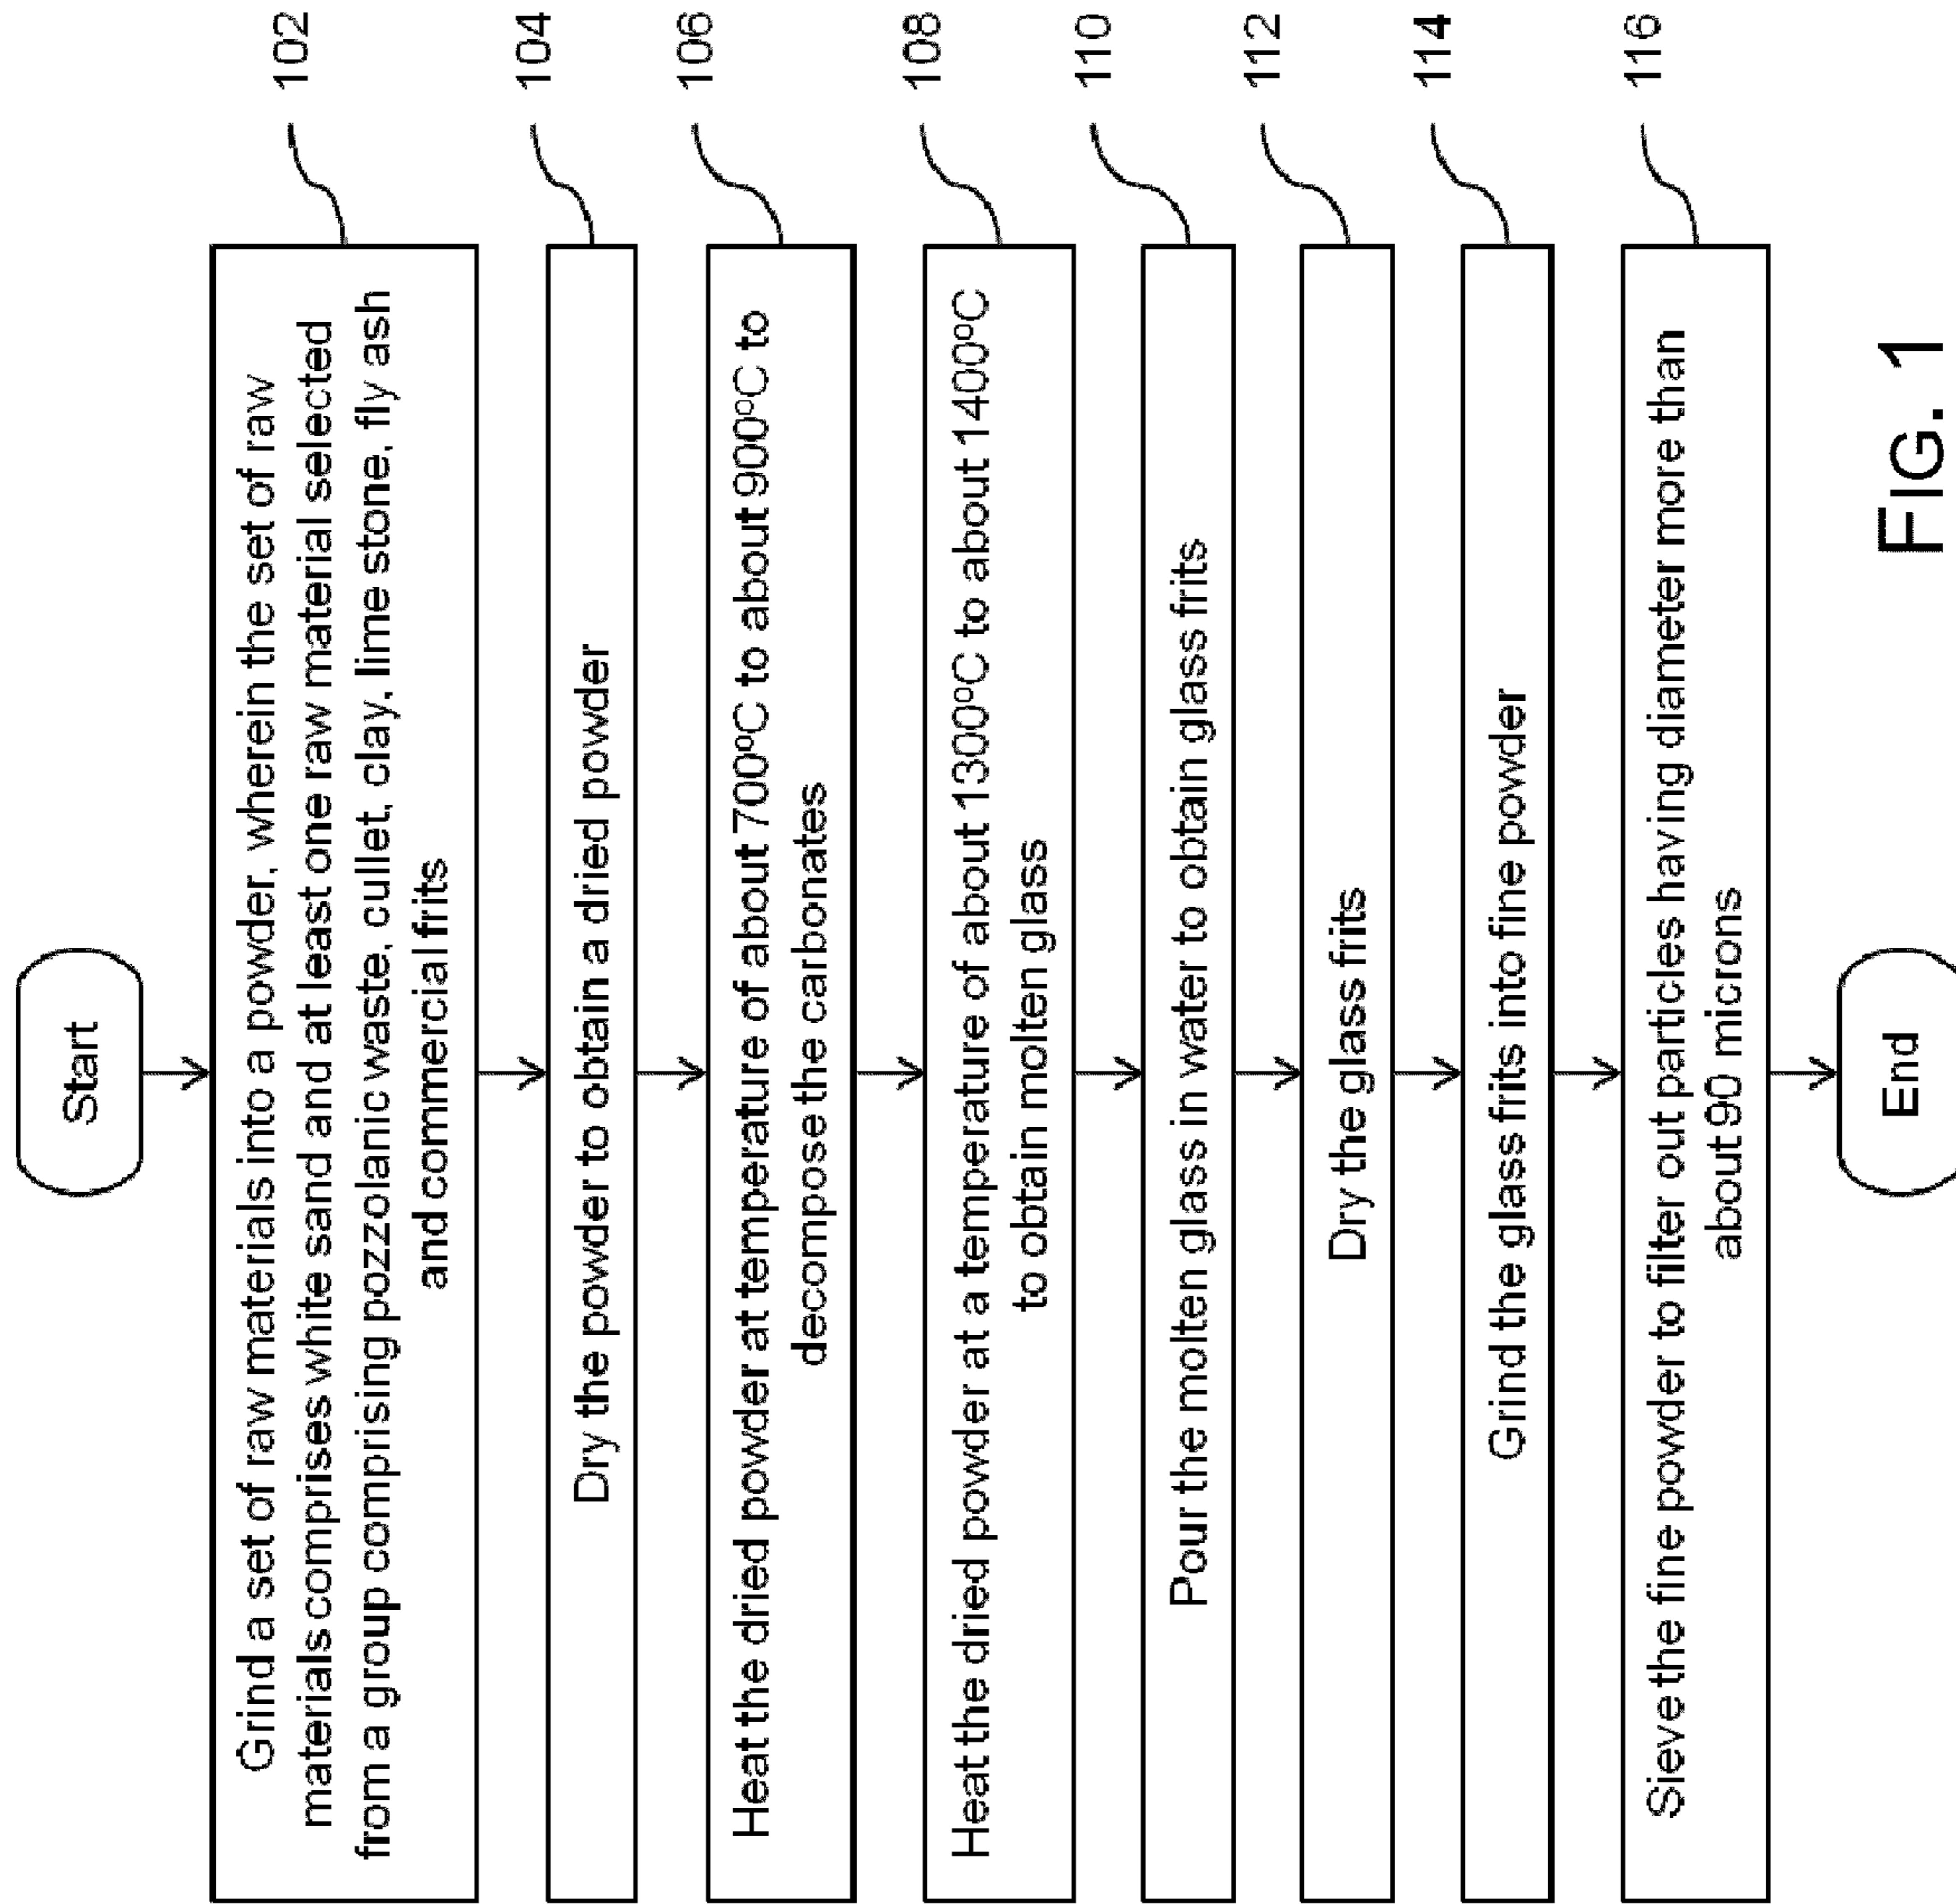 Start
Grind a set of raw materials into a powder, wherein the set of raw
materials comprises white sand and at least one raw material selected
from a group comprising pozzolanic waste, cullet, clay, lime stone, fly ash
and commercial frits
102
Dry the powder to obtain a dried powder
104
Heat the dried powder at temperature of about 700ºC to about 900ºC to
decompose the carbonates
106
Heat the dried powder at a temperature of about 1300ºC to about 1400ºC
to obtain molten glass
108
Pour the molten glass in water to obtain glass frits
110
Dry the glass frits
112
Grind the glass frits into fine powder
114
Sieve the fine powder to filter out particles having diameter more than
about 90 microns
116
End
FIG. 1